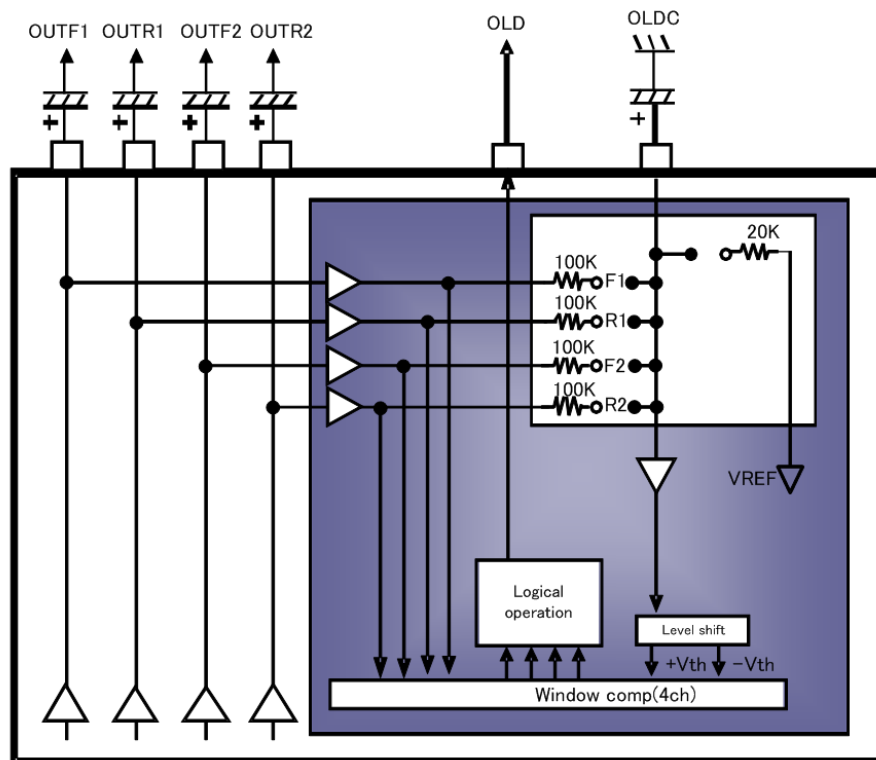 OUTF1 OUTR1 OUTF2 OUTR2 OLD OLDC
+ + + + +
20K
100K
F1
100K
R1
100K
F2
100K
R2
VREF
Logical
operation
Level shift
+Vth −Vth
Window comp(4ch)